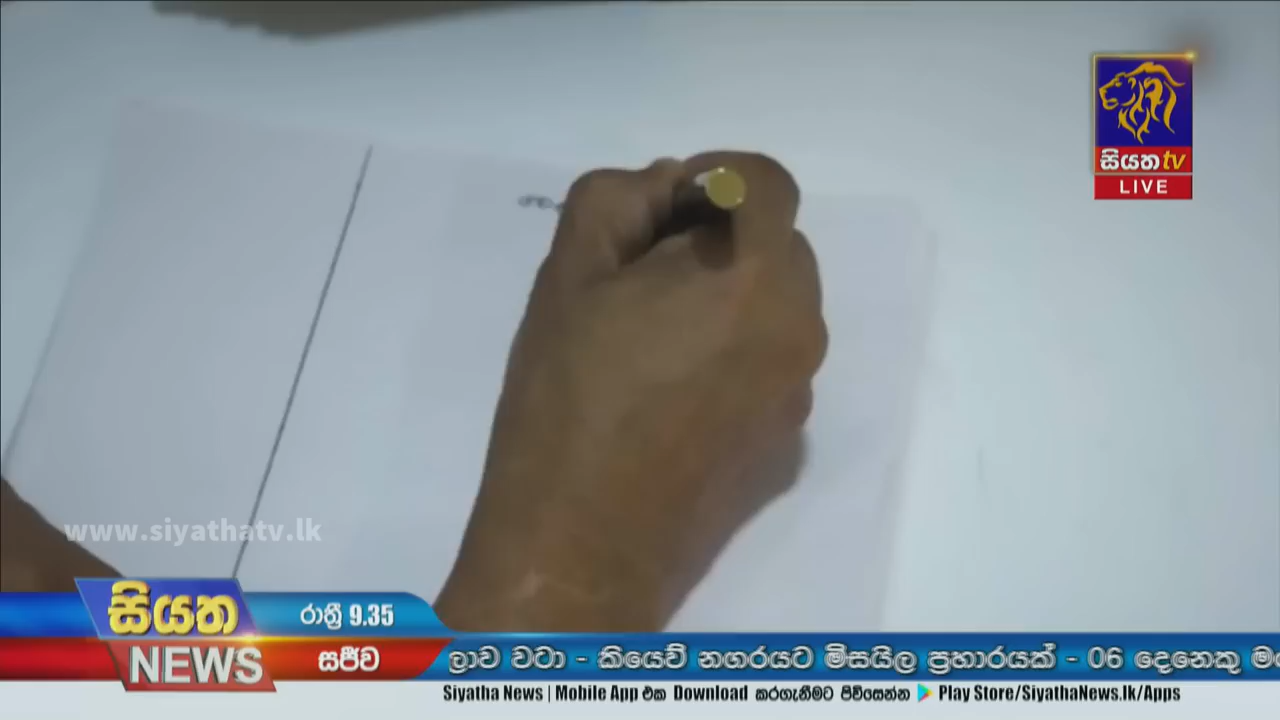 සියත tv
LIVE
www.siyathatv.lk
සියත
NEWS
රාත්‍රී 9.35
සජීව
ලාව වටා - කියෙව් නගරයට මිසයිල ප්‍රහාරයක් - 06 දෙනෙකු
Siyatha News | Mobile App එක Download කරගැනීමට පිවිසෙන්න Play Store/SiyathaNews.lk/Apps